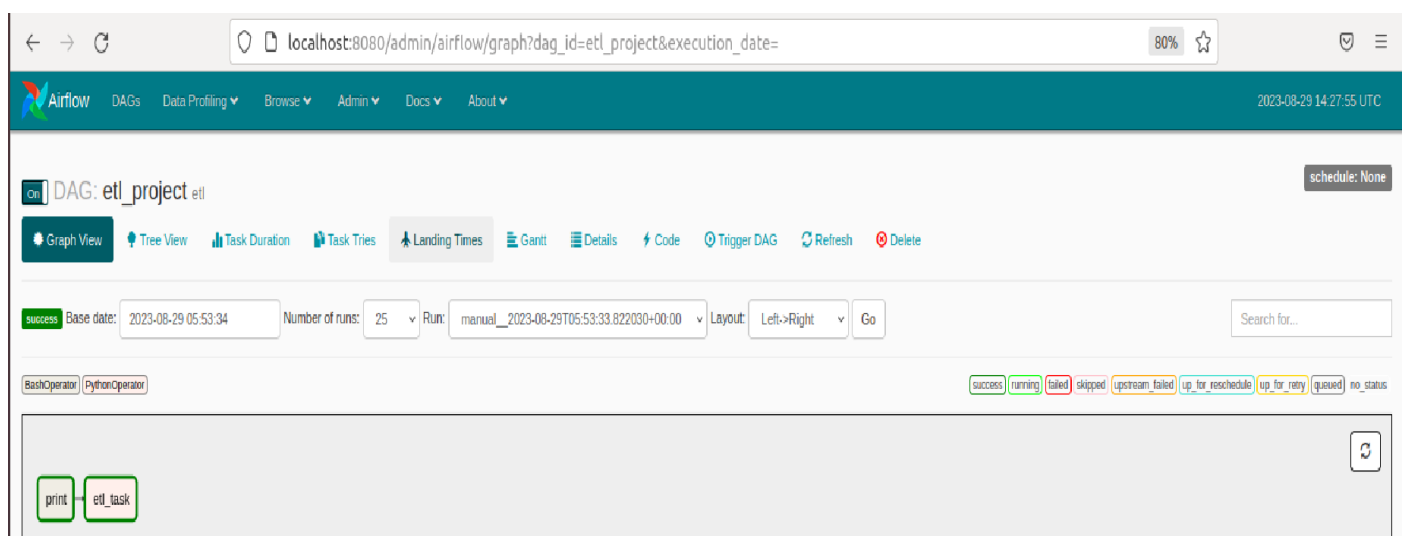 localhost:8080/admin/airflow/graph?dag_id=etl_project&execution_date= 80%
Airflow DAGs Data Profiling Browse Admin Docs About 2023-08-29 14:27:55 UTC
schedule: None
On DAG: etl_project etl
Graph View Tree View Task Duration Task Tries Landing Times Gantt Details Code Trigger DAG Refresh Delete
success Base date: 2023-08-29 05:53:34 Number of runs: 25 Run: manual__2023-08-29T05:53:33.822030+00:00 Layout: Left->Right Go Search for...
BashOperator PythonOperator success running failed skipped upstream_failed up_for_reschedule up_for_retry queued no_status
print etl_task